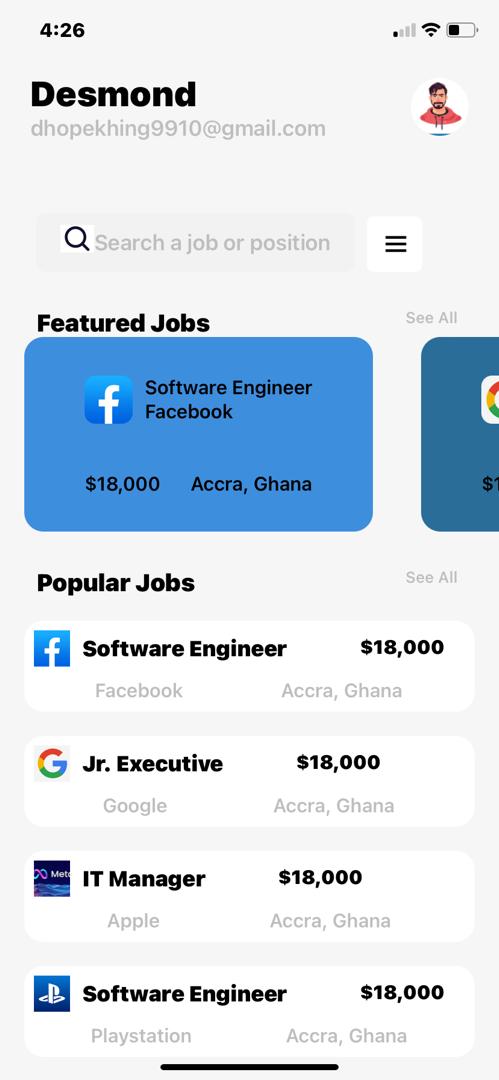 4:26
Desmond
dhopekhing9910@gmail.com
Search a job or position
Featured Jobs
See All
Software Engineer
Facebook
$18,000 Accra, Ghana
$1
Popular Jobs
See All
Software Engineer $18,000
Facebook Accra, Ghana
Jr. Executive $18,000
Google Accra, Ghana
Meta
IT Manager $18,000
Apple Accra, Ghana
Software Engineer $18,000
Playstation Accra, Ghana